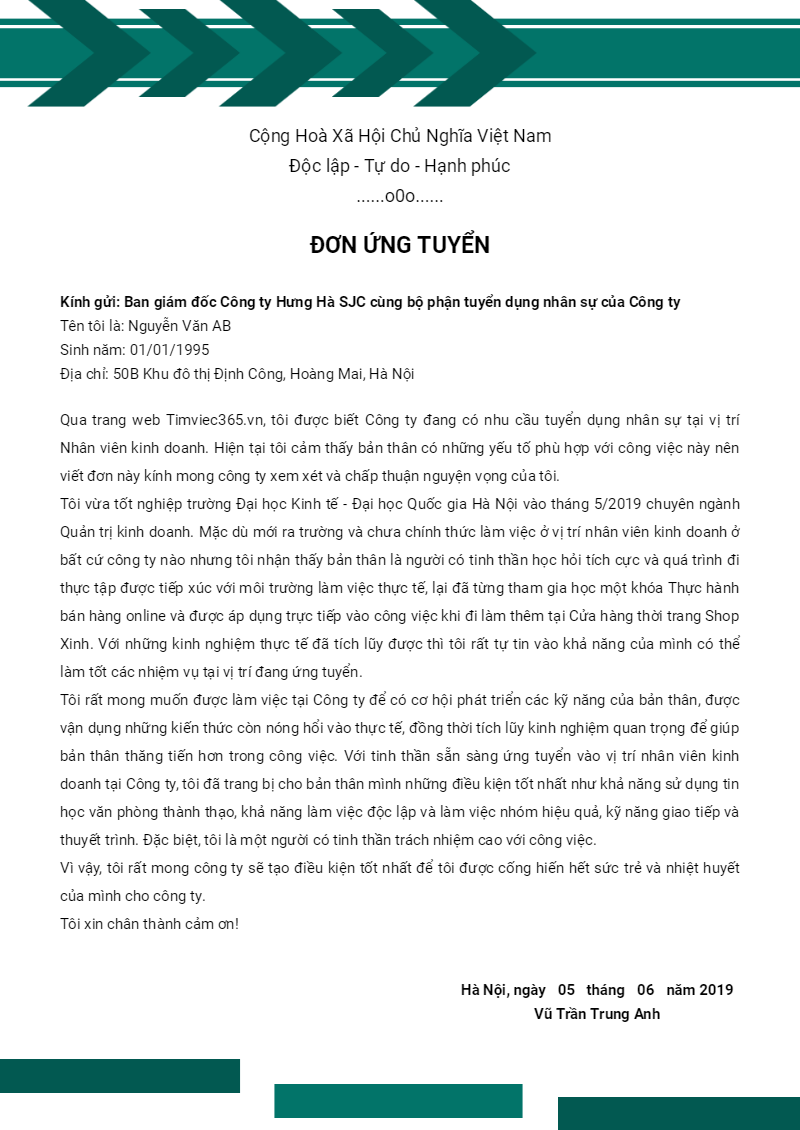 Cộng Hoà Xã Hội Chủ Nghĩa Việt Nam
Độc lập - Tự do - Hạnh phúc
......o0o......
ĐƠN ỨNG TUYỂN
Kính gửi: Ban giám đốc Công ty Hưng Hà SJC cùng bộ phận tuyển dụng nhân sự của Công ty
Tên tôi là: Nguyễn Văn AB
Sinh năm: 01/01/1995
Địa chỉ: 50B Khu đô thị Định Công, Hoàng Mai, Hà Nội
Qua trang web Timviec365.vn, tôi được biết Công ty đang có nhu cầu tuyển dụng nhân sự tại vị trí
Nhân viên kinh doanh. Hiện tại tôi cảm thấy bản thân có những yếu tố phù hợp với công việc này nên
viết đơn này kính mong công ty xem xét và chấp thuận nguyện vọng của tôi.
Tôi vừa tốt nghiệp trường Đại học Kinh tế - Đại học Quốc gia Hà Nội vào tháng 5/2019 chuyên ngành
Quản trị kinh doanh. Mặc dù mới ra trường và chưa chính thức làm việc ở vị trí nhân viên kinh doanh ở
bất cứ công ty nào nhưng tôi nhận thấy bản thân là người có tinh thần học hỏi tích cực và quá trình đi
thực tập được tiếp xúc với môi trường làm việc thực tế, lại đã từng tham gia học một khóa Thực hành
bán hàng online và được áp dụng trực tiếp vào công việc khi đi làm thêm tại Cửa hàng thời trang Shop
Xinh. Với những kinh nghiệm thực tế đã tích lũy được thì tôi rất tự tin vào khả năng của mình có thể
làm tốt các nhiệm vụ tại vị trí đang ứng tuyển.
Tôi rất mong muốn được làm việc tại Công ty để có cơ hội phát triển các kỹ năng của bản thân, được
vận dụng những kiến thức còn nóng hổi vào thực tế, đồng thời tích lũy kinh nghiệm quan trọng để giúp
bản thân thăng tiến hơn trong công việc. Với tinh thần sẵn sàng ứng tuyển vào vị trí nhân viên kinh
doanh tại Công ty, tôi đã trang bị cho bản thân mình những điều kiện tốt nhất như khả năng sử dụng tin
học văn phòng thành thạo, khả năng làm việc độc lập và làm việc nhóm hiệu quả, kỹ năng giao tiếp và
thuyết trình. Đặc biệt, tôi là một người có tinh thần trách nhiệm cao với công việc.
Vì vậy, tôi rất mong công ty sẽ tạo điều kiện tốt nhất để tôi được cống hiến hết sức trẻ và nhiệt huyết
của mình cho công ty.
Tôi xin chân thành cảm ơn!
Hà Nội, ngày 05 tháng 06 năm 2019
Vũ Trần Trung Anh